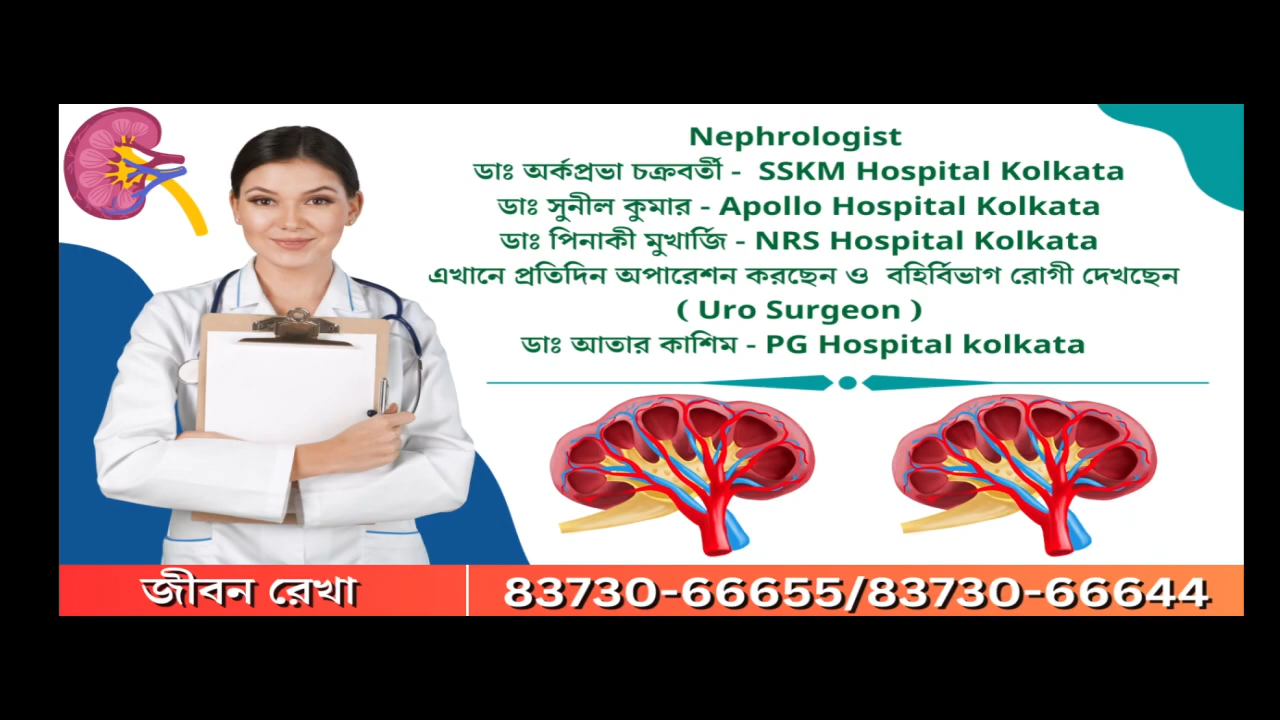 Nephrologist
ডাঃ অর্কপ্রভা চক্রবর্তী - SSKM Hospital Kolkata
ডাঃ সুনীল কুমার - Apollo Hospital Kolkata
ডাঃ পিনাকী মুখার্জি - NRS Hospital Kolkata
এখানে প্রতিদিন অপারেশন করছেন ও বহির্বিভাগ রোগী দেখছেন
( Uro Surgeon )
ডাঃ আতার কাশিম - PG Hospital kolkata
জীবন রেখা
83730-66655/83730-66644